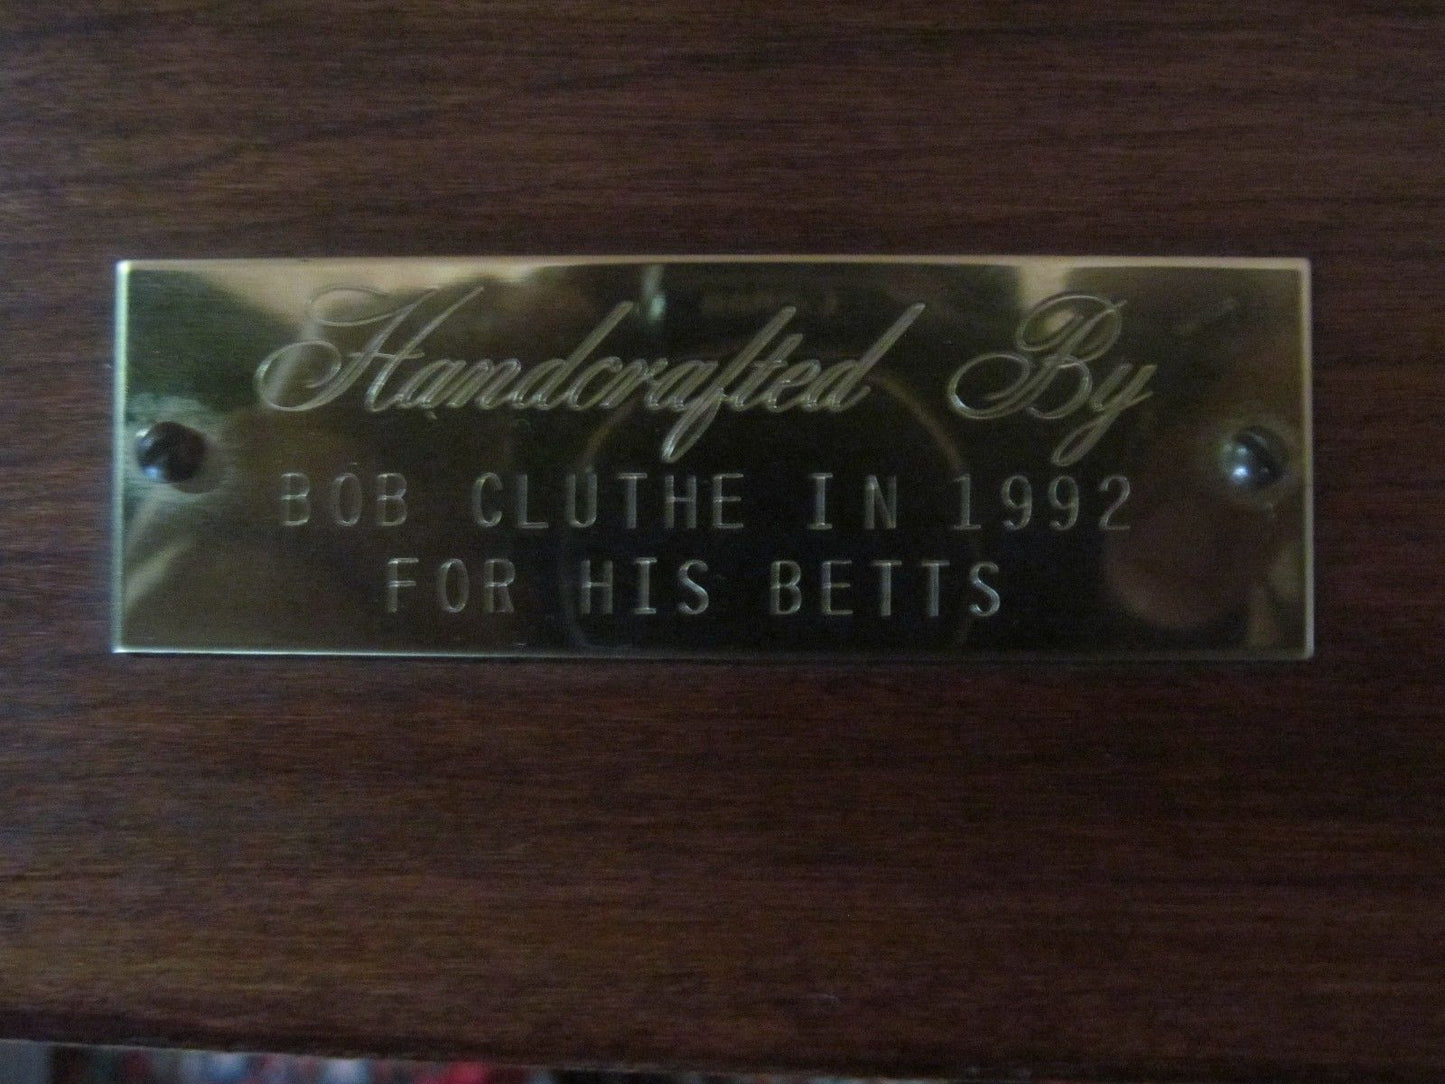 Handcrafted By
BOB CLUTHE IN 1992
FOR HIS BETTS